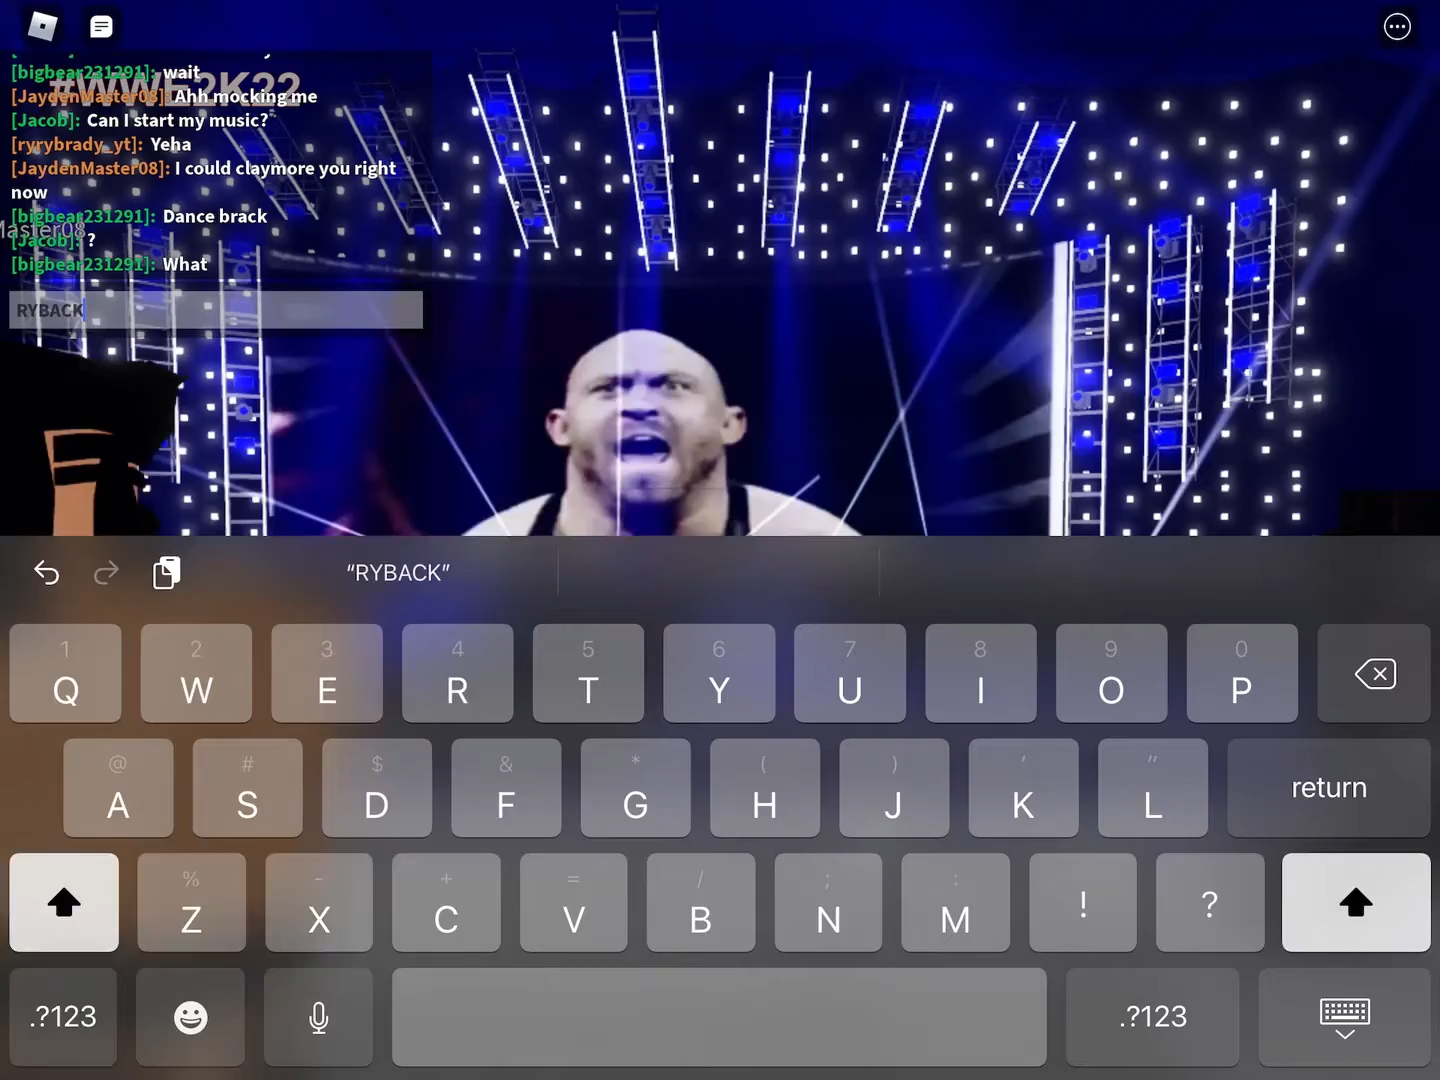 #WWE2K22
[bigbear231291]: wait
[JaydenMaster08]: Ahh mocking me
[Jacob]: Can I start my music?
[ryrybrady_yt]: Yeha
[JaydenMaster08]: I could claymore you right
now
[bigbear231291]: Dance brack
Master08
[Jacob]: ?
[bigbear231291]: What
RYBACK
“RYBACK”
1 2 3 4 5 6 7 8 9 0
Q W E R T Y U I O P
@ # $ & * ( ) ' "
A S D F G H J K L return
% - + = / ; :
Z X C V B N M ! ?
.?123 .?123